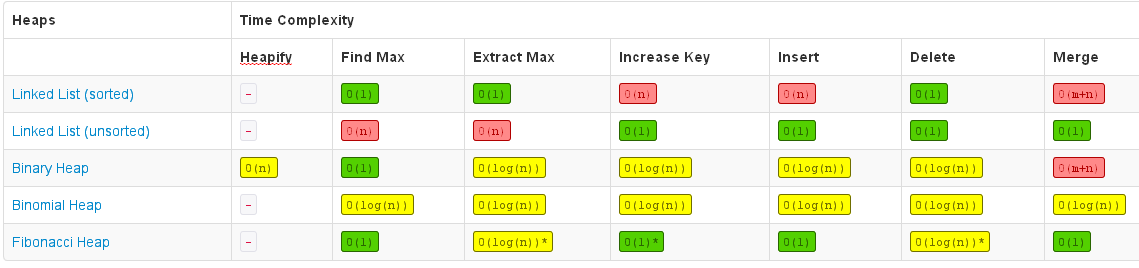 Heaps Time Complexity
Heapify Find Max Extract Max Increase Key Insert Delete Merge
Linked List (sorted) - O(1) O(1) O(n) O(n) O(1) O(m+n)
Linked List (unsorted) - O(n) O(n) O(1) O(1) O(1) O(1)
Binary Heap O(n) O(1) O(log(n)) O(log(n)) O(log(n)) O(log(n)) O(m+n)
Binomial Heap - O(log(n)) O(log(n)) O(log(n)) O(log(n)) O(log(n)) O(log(n))
Fibonacci Heap - O(1) O(log(n))* O(1)* O(1) O(log(n))* O(1)